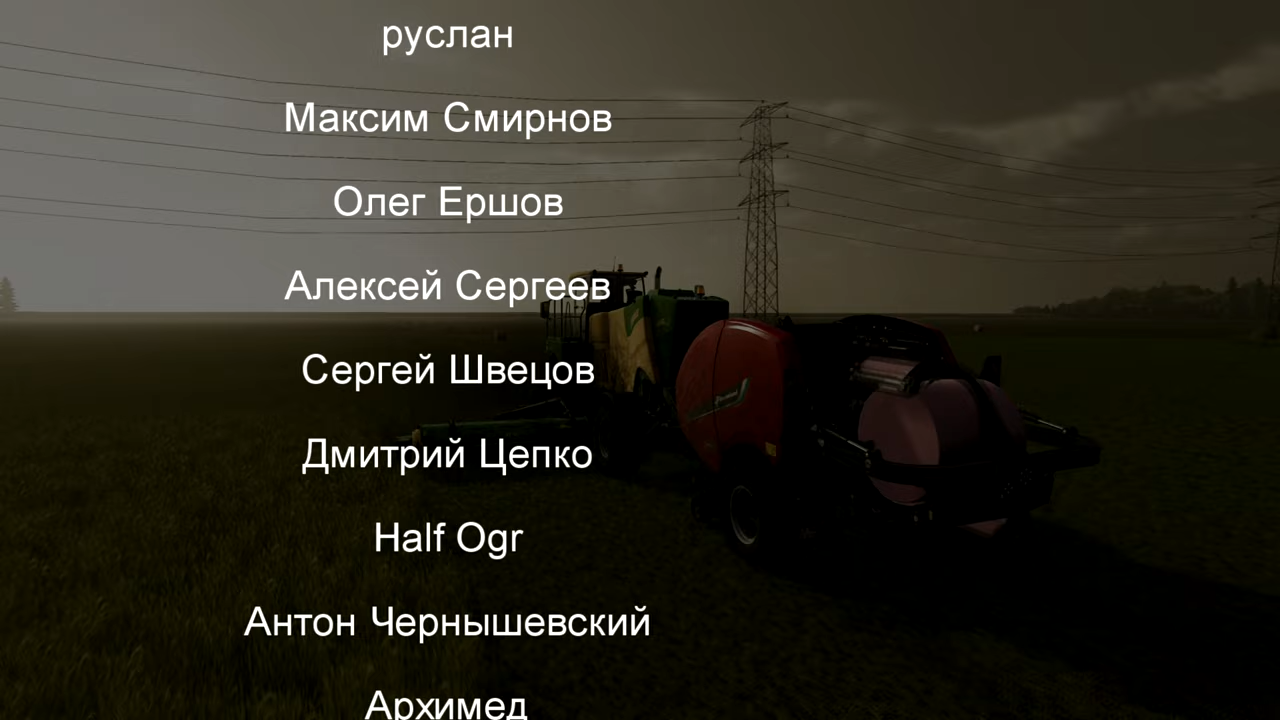 руслан
Максим Смирнов
Олег Ершов
Алексей Сергеев
Сергей Швецов
Дмитрий Цепко
Half Ogr
Антон Чернышевский
Архимед